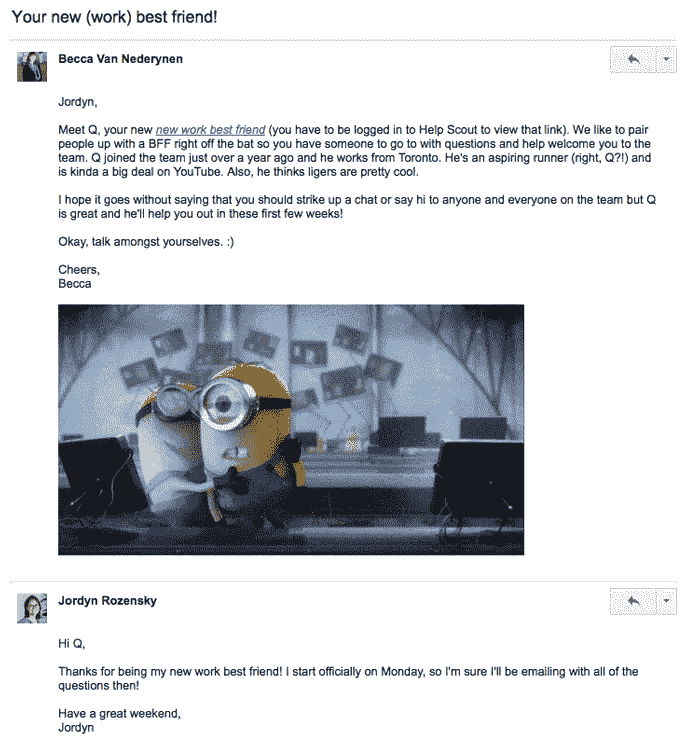 Your new (work) best friend!
Becca Van Nederynen
Jordyn,
Meet Q, your new new work best friend (you have to be logged in to Help Scout to view that link). We like to pair
people up with a BFF right off the bat so you have someone to go to with questions and help welcome you to the
team. Q joined the team just over a year ago and he works from Toronto. He's an aspiring runner (right, Q?!) and
is kinda a big deal on YouTube. Also, he thinks ligers are pretty cool.
I hope it goes without saying that you should strike up a chat or say hi to anyone and everyone on the team but Q
is great and he'll help you out in these first few weeks!
Okay, talk amongst yourselves. :)
Cheers,
Becca
Jordyn Rozensky
Hi Q,
Thanks for being my new work best friend! I start officially on Monday, so I'm sure I'll be emailing with all of the
questions then!
Have a great weekend,
Jordyn